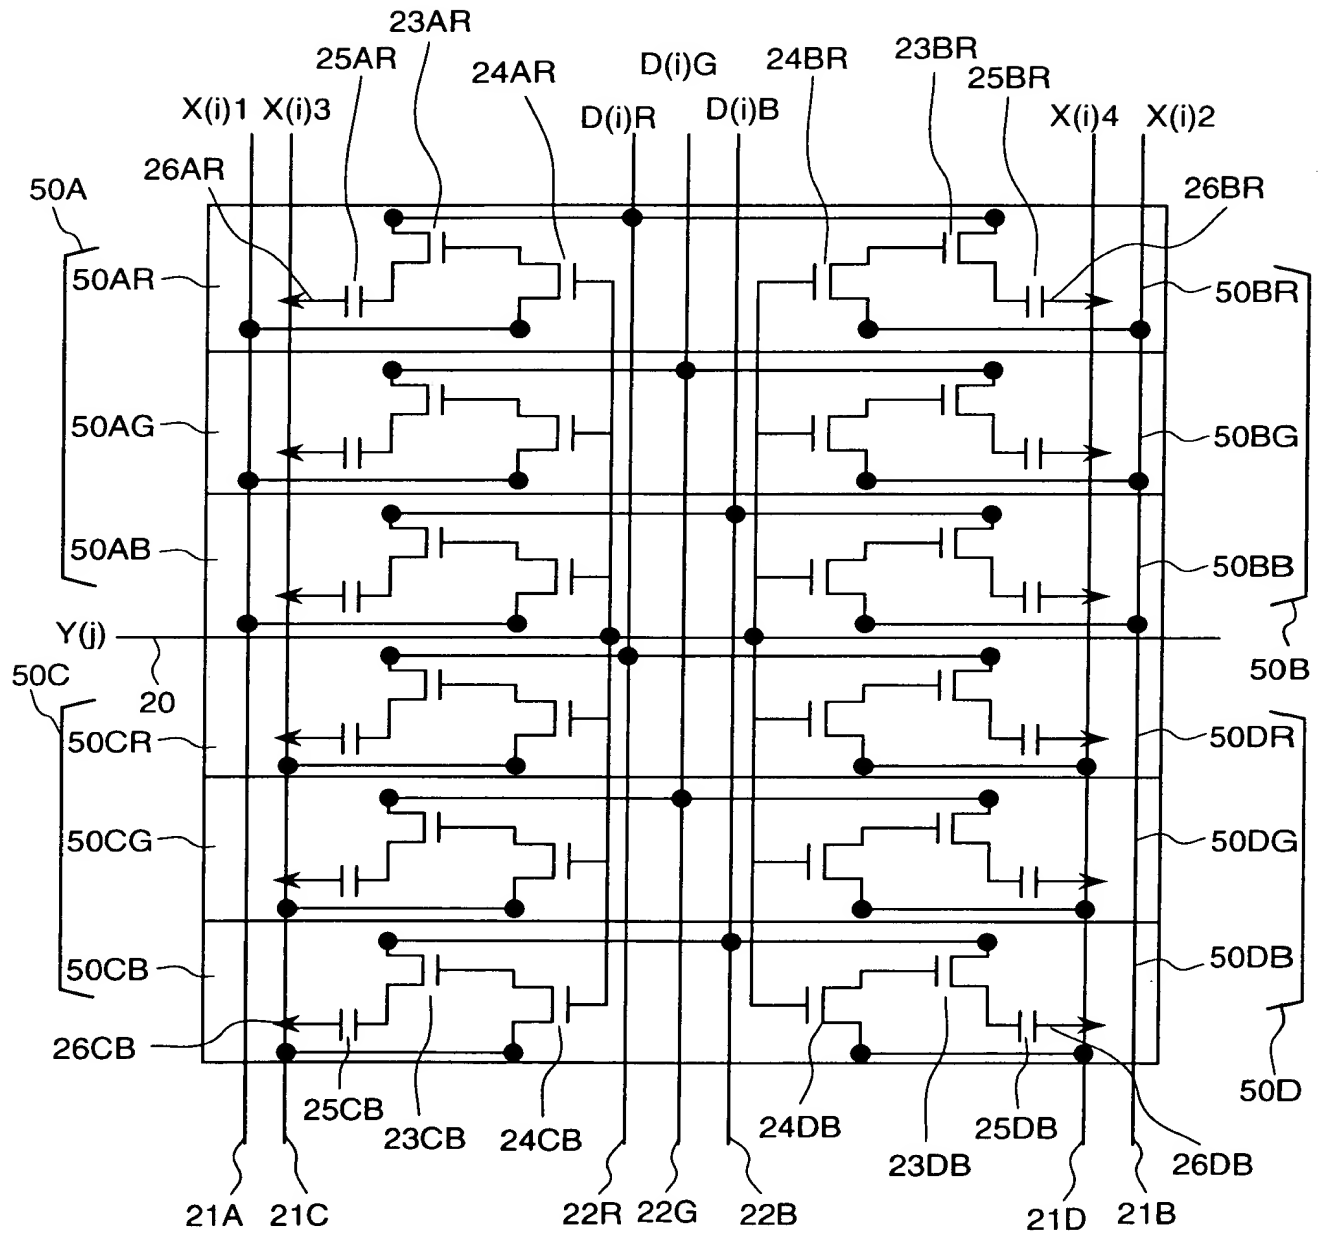 23AR
25AR
24AR
D(i)G
24BR
23BR
25BR
X(i)1
X(i)3
D(i)R
D(i)B
X(i)4
X(i)2
26AR
26BR
50A
50AR
50BR
50AG
50BG
50AB
50BB
Y(j)
20
50B
50C
50CR
50DR
50CG
50DG
50CB
50DB
26CB
50D
25CB
23CB
24CB
24DB
25DB
23DB
26DB
21A
21C
22R
22G
22B
21D
21B